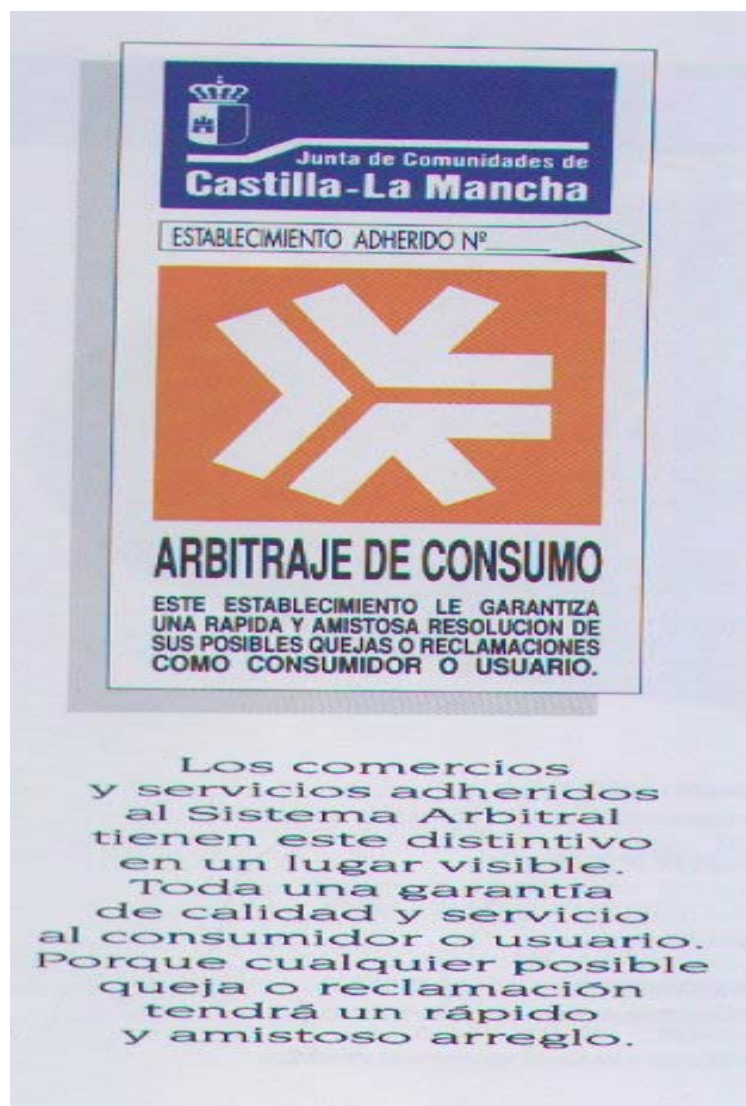 Junta de Comunidades de
Castilla-La Mancha
ESTABLECIMIENTO ADHERIDO Nº
ARBITRAJE DE CONSUMO
ESTE ESTABLECIMIENTO LE GARANTIZA
UNA RAPIDA Y AMISTOSA RESOLUCION DE
SUS POSIBLES QUEJAS O RECLAMACIONES
COMO CONSUMIDOR O USUARIO.
Los comercios
y servicios adheridos
al Sistema Arbitral
tienen este distintivo
en un lugar visible.
Toda una garantía
de calidad y servicio
al consumidor o usuario.
Porque cualquier posible
queja o reclamación
tendrá un rápido
y amistoso arreglo.